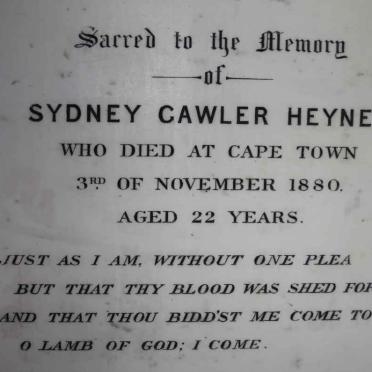 Sacred to the Memory
of
SYDNEY CAWLER HEYNE
WHO DIED AT CAPE TOWN
3RD OF NOVEMBER 1880.
AGED 22 YEARS.
JUST AS I AM, WITHOUT ONE PLEA
BUT THAT THY BLOOD WAS SHED FOR
AND THAT THOU BIDD'ST ME COME TO
O LAMB OF GOD; I COME.